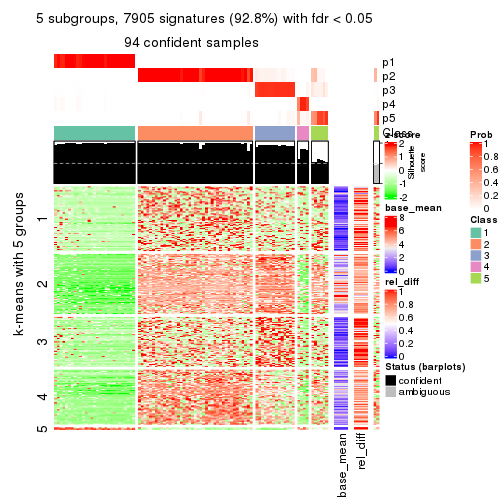 5 subgroups, 7905 signatures (92.8%) with fdr < 0.05
94 confident samples
p1
p2
p3
p4
p5
Class
z-score
2
1
0
-1
-2
Silhouette
score
Prob
1
0.8
0.6
0.4
0.2
0
base_mean
8
6
4
2
0
Class
1
2
3
4
5
rel_diff
1
0.8
0.6
0.4
0.2
0
Status (barplots)
confident
ambiguous
k-means with 5 groups
1
2
3
4
5
base_mean
rel_diff